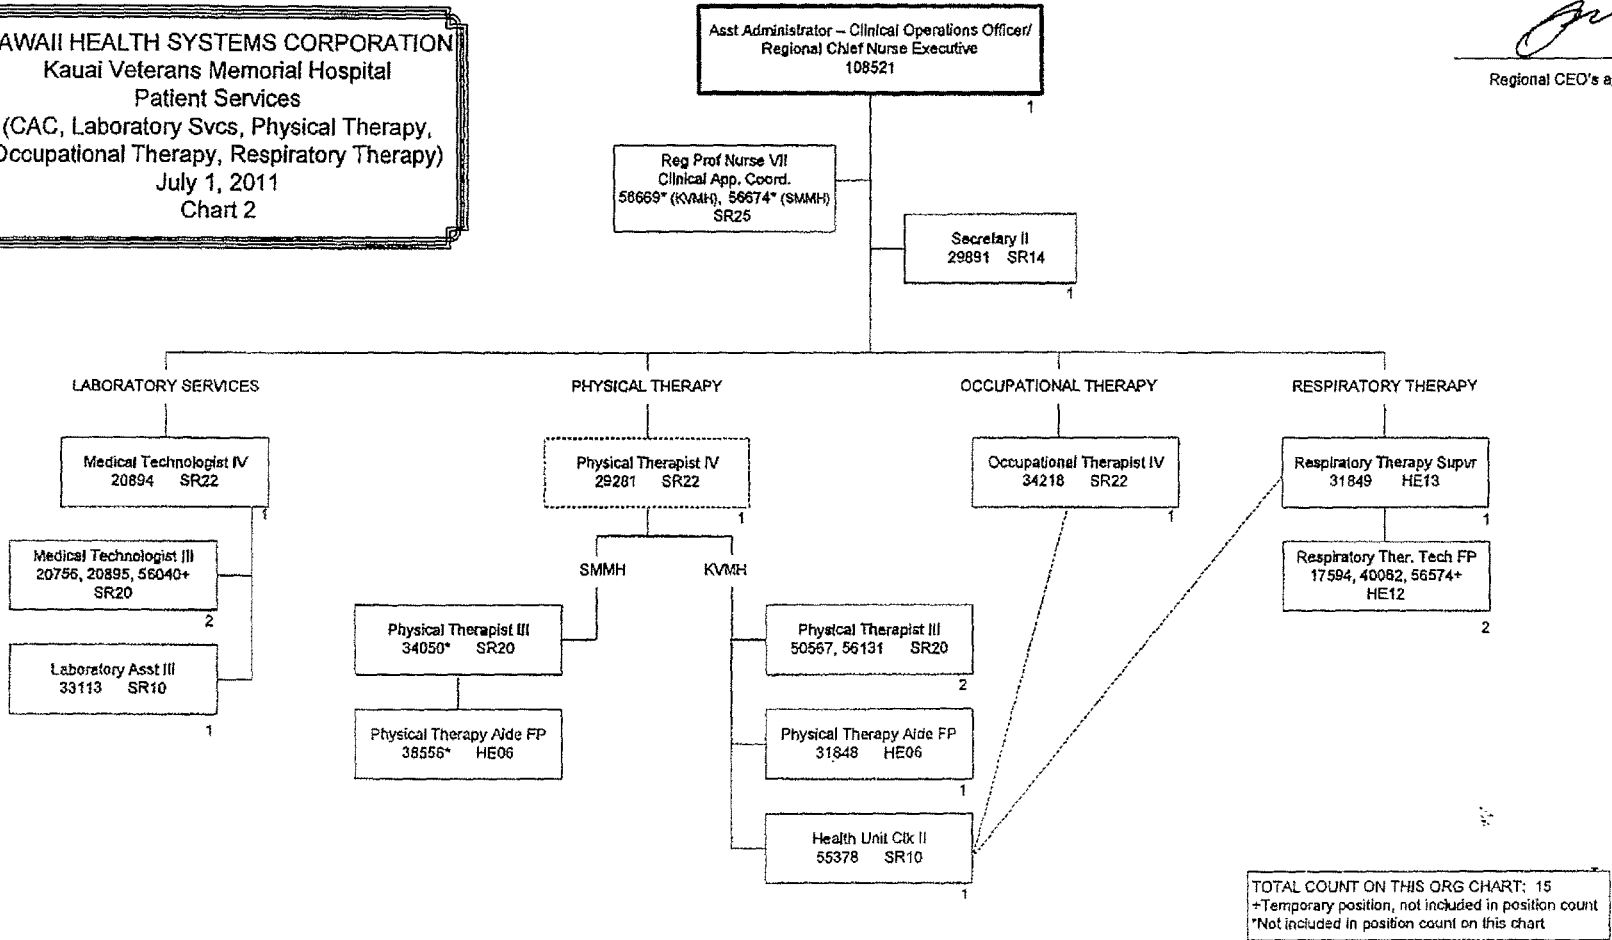 AWAII HEALTH SYSTEMS CORPORATION
Kauai Veterans Memorial Hospital
Patient Services
(CAC, Laboratory Svcs, Physical Therapy,
Occupational Therapy, Respiratory Therapy)
July 1, 2011
Chart 2
Asst Administrator – Clinical Operations Officer/
Regional Chief Nurse Executive
108521
1
Regional CEO's a
Reg Prof Nurse VII
Clinical App. Coord.
58669* (KVMH), 56674* (SMMH)
SR25
Secretary II
29891 SR14
1
LABORATORY SERVICES
PHYSICAL THERAPY
OCCUPATIONAL THERAPY
RESPIRATORY THERAPY
Medical Technologist IV
20894 SR22
1
Physical Therapist IV
29281 SR22
1
Occupational Therapist IV
34218 SR22
1
Respiratory Therapy Supvr
31849 HE13
1
Medical Technologist III
20756, 20895, 56040+
SR20
2
SMMH
KVMH
Respiratory Ther. Tech FP
17594, 40082, 56574+
HE12
2
Laboratory Asst III
33113 SR10
1
Physical Therapist III
34050* SR20
Physical Therapist III
50567, 56131 SR20
2
Physical Therapy Aide FP
38556* HE06
Physical Therapy Aide FP
31848 HE06
1
Health Unit Clk II
55378 SR10
1
TOTAL COUNT ON THIS ORG CHART: 15
+Temporary position, not included in position count
*Not included in position count on this chart